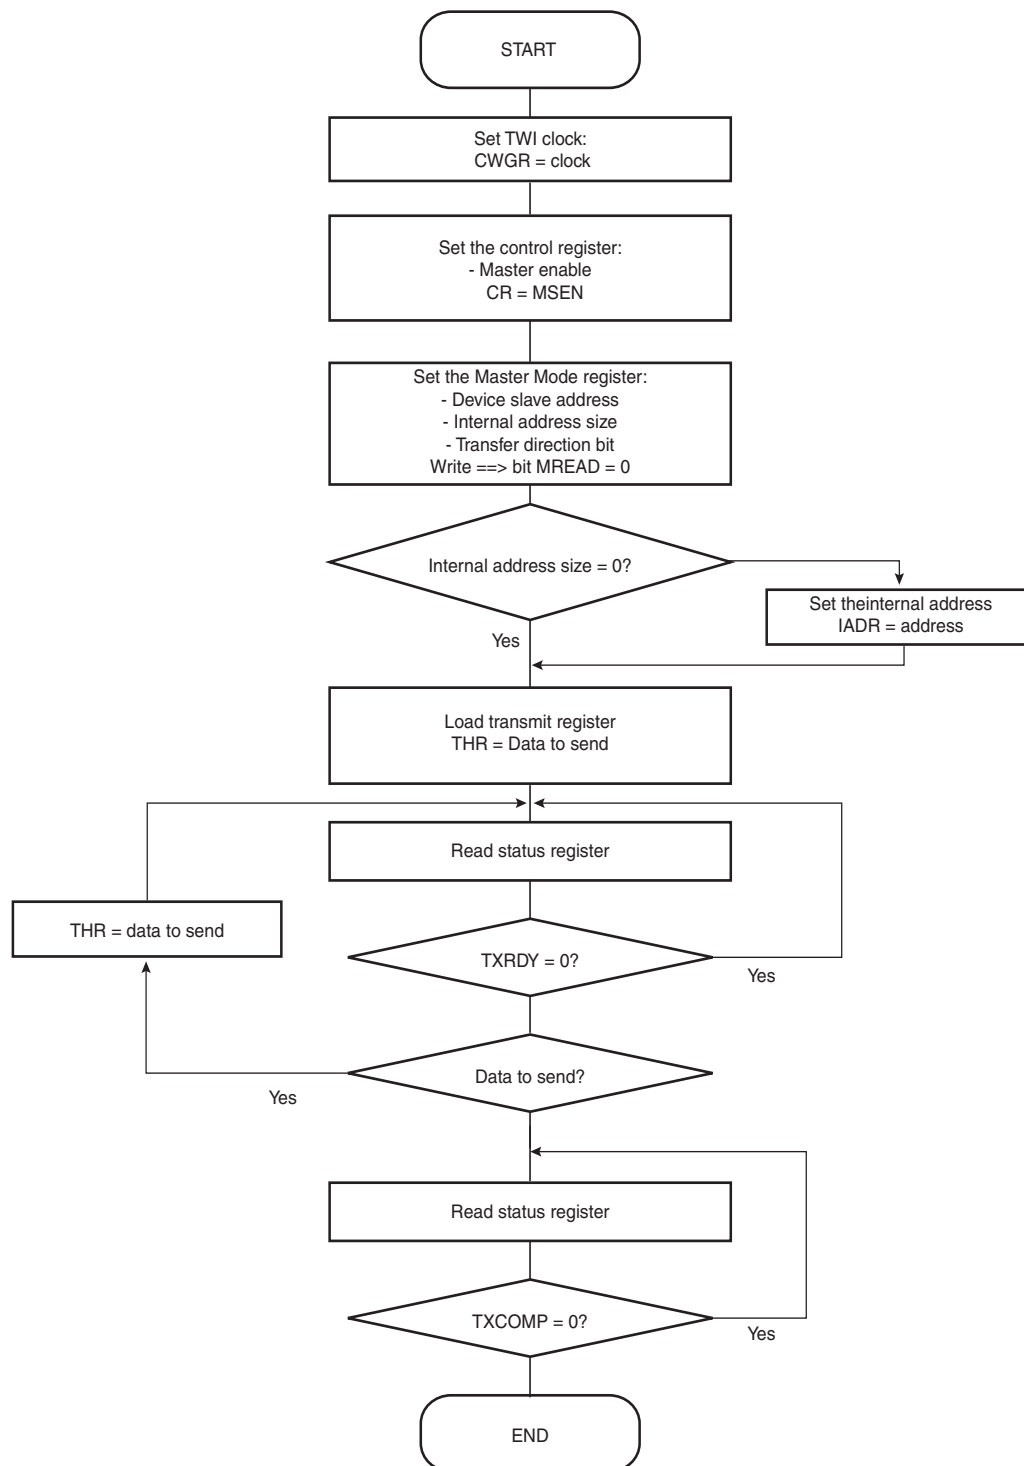 START
Set TWI clock:
CWGR = clock
Set the control register:
- Master enable
CR = MSEN
Set the Master Mode register:
- Device slave address
- Internal address size
- Transfer direction bit
Write ==> bit MREAD = 0
Internal address size = 0?
Set theinternal address
IADR = address
Yes
Load transmit register
THR = Data to send
Read status register
THR = data to send
TXRDY = 0?
Yes
Data to send?
Yes
Read status register
TXCOMP = 0?
Yes
END